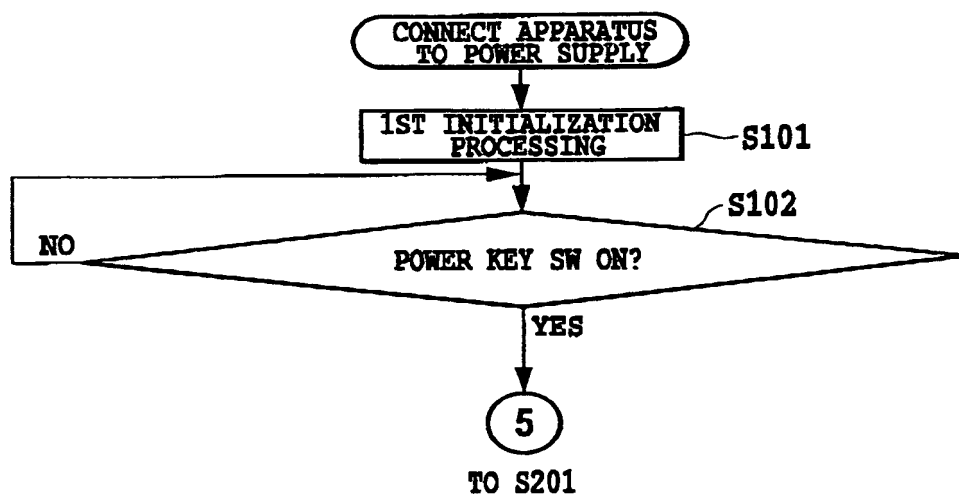 CONNECT APPARATUS
TO POWER SUPPLY
1ST INITIALIZATION
PROCESSING
S101
S102
NO
POWER KEY SW ON?
YES
5
TO S201